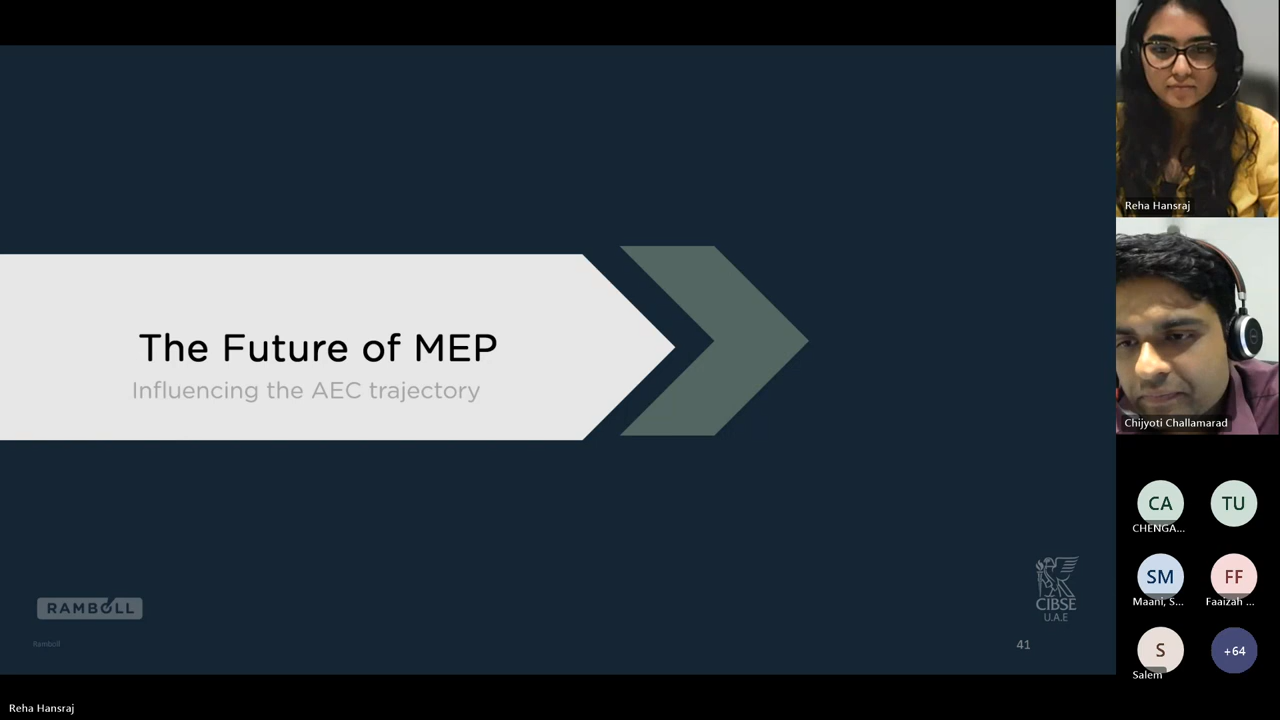 The Future of MEP
Influencing the AEC trajectory
RAMBOLL
Ramboll
CIBSE
U.A.E
41
Reha Hansraj
Chijyoti Challamarad
CA
CHENGA...
TU
SM
Maani, S...
FF
Faaizah ...
S
Salem
+64
Reha Hansraj